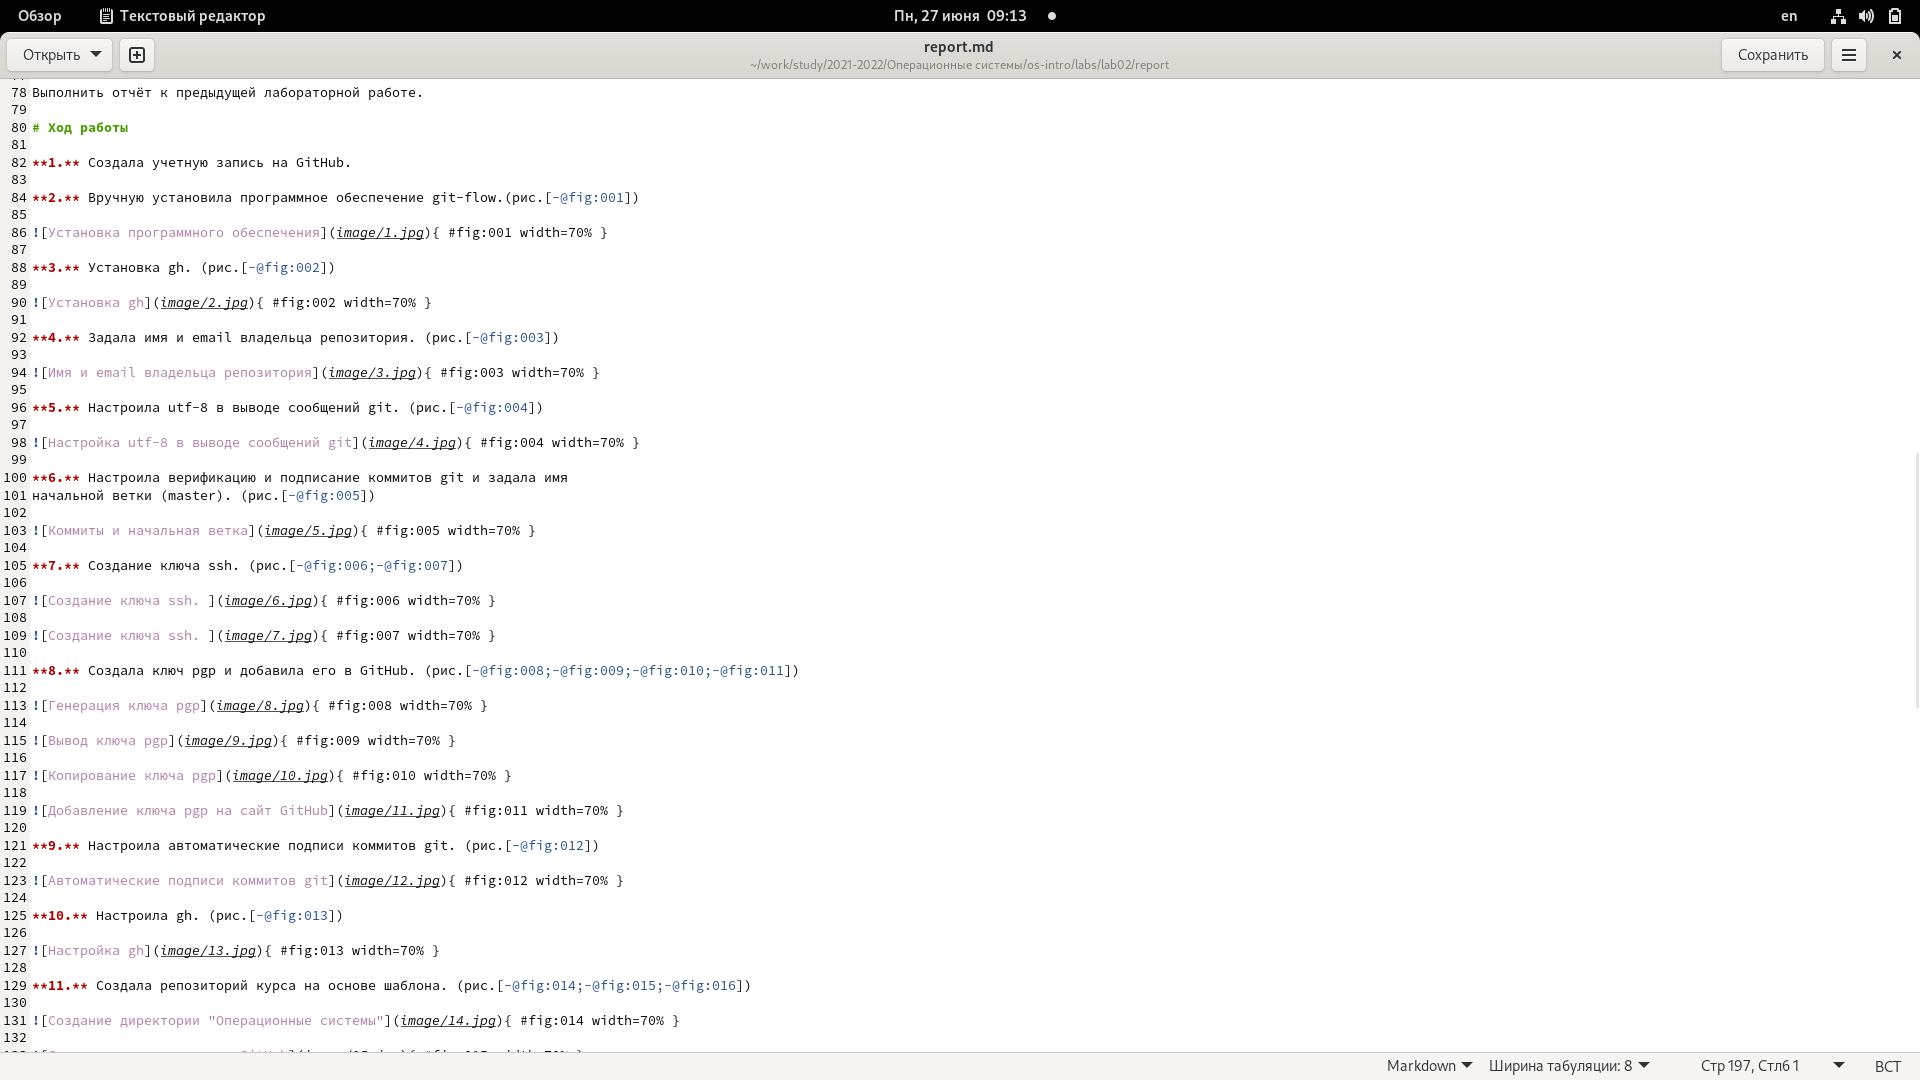 Обзор
Текстовый редактор
Пн, 27 июня 09:13
en
Открыть
report.md
~/work/study/2021-2022/Операционные системы/os-intro/labs/lab02/report
Сохранить
78 Выполнить отчёт к предыдущей лабораторной работе.
79
80 # Ход работы
81
82 **1.** Создала учетную запись на GitHub.
83
84 **2.** Вручную установила программное обеспечение git-flow.(рис.[-@fig:001])
85
86 ![Установка программного обеспечения](image/1.jpg){ #fig:001 width=70% }
87
88 **3.** Установка gh. (рис.[-@fig:002])
89
90 ![Установка gh](image/2.jpg){ #fig:002 width=70% }
91
92 **4.** Задала имя и email владельца репозитория. (рис.[-@fig:003])
93
94 ![Имя и email владельца репозитория](image/3.jpg){ #fig:003 width=70% }
95
96 **5.** Настроила utf-8 в выводе сообщений git. (рис.[-@fig:004])
97
98 ![Настройка utf-8 в выводе сообщений git](image/4.jpg){ #fig:004 width=70% }
99
100 **6.** Настроила верификацию и подписание коммитов git и задала имя
101 начальной ветки (master). (рис.[-@fig:005])
102
103 ![Коммиты и начальная ветка](image/5.jpg){ #fig:005 width=70% }
104
105 **7.** Создание ключа ssh. (рис.[-@fig:006;-@fig:007])
106
107 ![Создание ключа ssh. ](image/6.jpg){ #fig:006 width=70% }
108
109 ![Создание ключа ssh. ](image/7.jpg){ #fig:007 width=70% }
110
111 **8.** Создала ключ pgp и добавила его в GitHub. (рис.[-@fig:008;-@fig:009;-@fig:010;-@fig:011])
112
113 ![Генерация ключа pgp](image/8.jpg){ #fig:008 width=70% }
114
115 ![Вывод ключа pgp](image/9.jpg){ #fig:009 width=70% }
116
117 ![Копирование ключа pgp](image/10.jpg){ #fig:010 width=70% }
118
119 ![Добавление ключа pgp на сайт GitHub](image/11.jpg){ #fig:011 width=70% }
120
121 **9.** Настроила автоматические подписи коммитов git. (рис.[-@fig:012])
122
123 ![Автоматические подписи коммитов git](image/12.jpg){ #fig:012 width=70% }
124
125 **10.** Настроила gh. (рис.[-@fig:013])
126
127 ![Настройка gh](image/13.jpg){ #fig:013 width=70% }
128
129 **11.** Создала репозиторий курса на основе шаблона. (рис.[-@fig:014;-@fig:015;-@fig:016])
130
131 ![Создание директории "Операционные системы"](image/14.jpg){ #fig:014 width=70% }
132
Markdown
Ширина табуляции: 8
Стр 197, Стлб 1
ВСТ